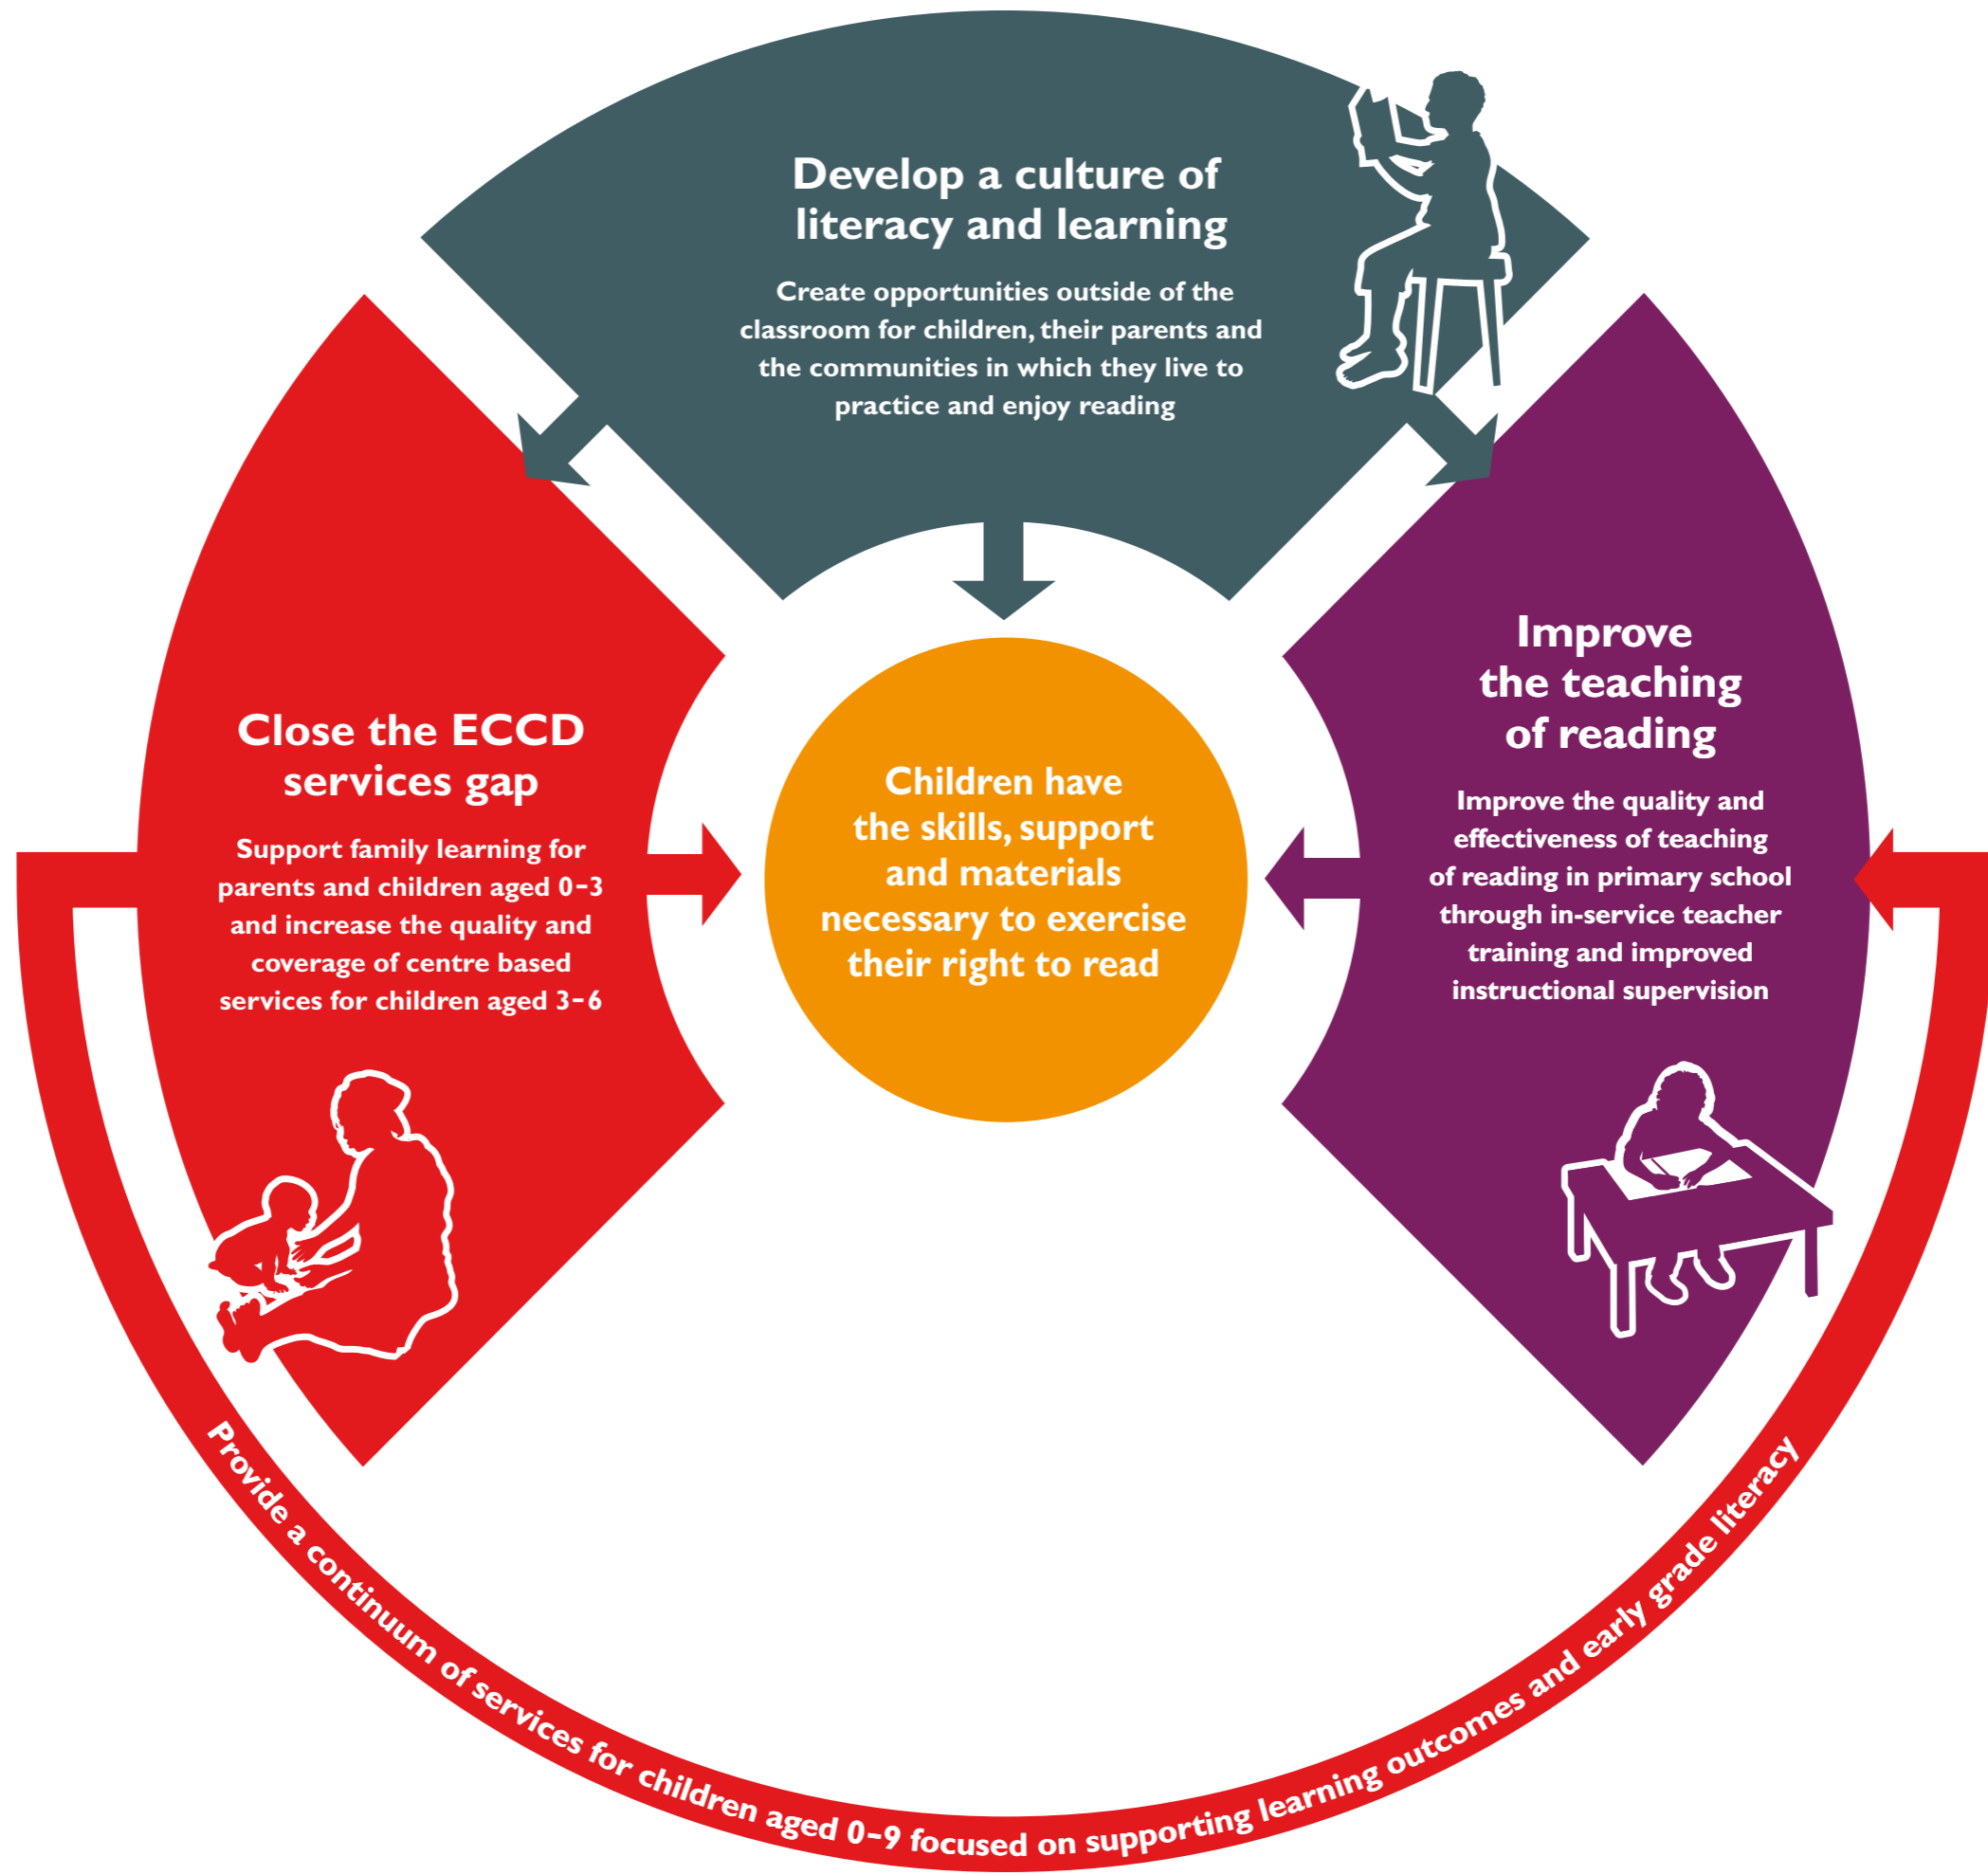 Develop a culture of
literacy and learning
Create opportunities outside of the
classroom for children, their parents and
the communities in which they live to
practice and enjoy reading
Close the ECCD
services gap
Support family learning for
parents and children aged 0-3
and increase the quality and
coverage of centre based
services for children aged 3-6
Children have
the skills, support
and materials
necessary to exercise
their right to read
Improve
the teaching
of reading
Improve the quality and
effectiveness of teaching
of reading in primary school
through in-service teacher
training and improved
instructional supervision
Provide a continuum of services for children aged 0-9 focused on supporting learning outcomes and early grade literacy